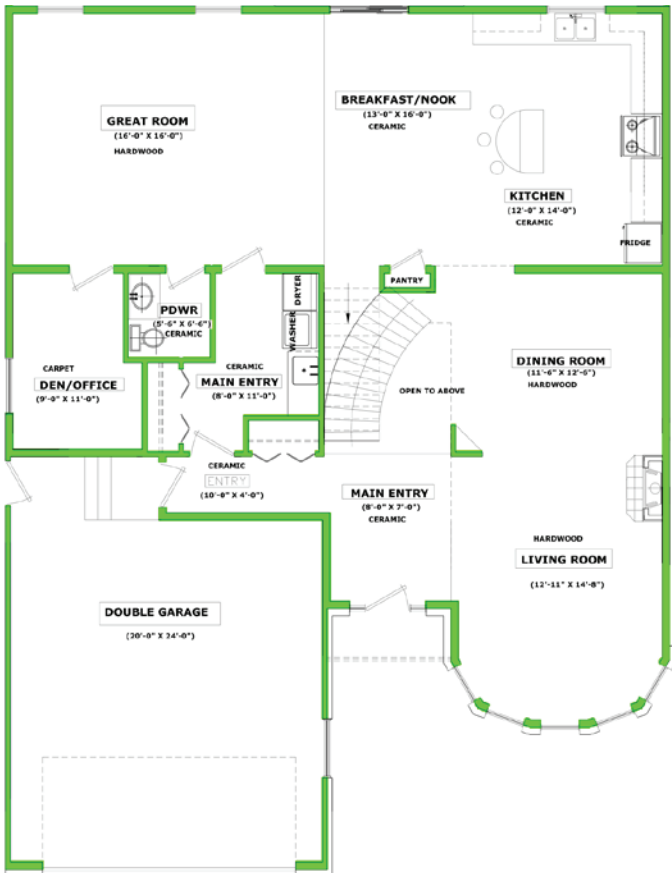 GREAT ROOM
(16'-0" X 16'-0")
HARDWOOD
BREAKFAST/NOOK
(13'-0" X 16'-0")
CERAMIC
KITCHEN
(12'-0" X 14'-0")
CERAMIC
FRIDGE
PANTRY
PDWR
(5'-6" X 6'-6")
CERAMIC
DRYER
WASHER
CARPET
DEN/OFFICE
(9'-0" X 11'-0")
CERAMIC
MAIN ENTRY
(8'-0" X 11'-0")
OPEN TO ABOVE
DINING ROOM
(11'-6" X 12'-6")
HARDWOOD
CERAMIC
ENTRY
(10'-0" X 4'-0")
MAIN ENTRY
(8'-0" X 7'-0")
CERAMIC
HARDWOOD
LIVING ROOM
(12'-11" X 14'-8")
DOUBLE GARAGE
(20'-0" X 24'-0")